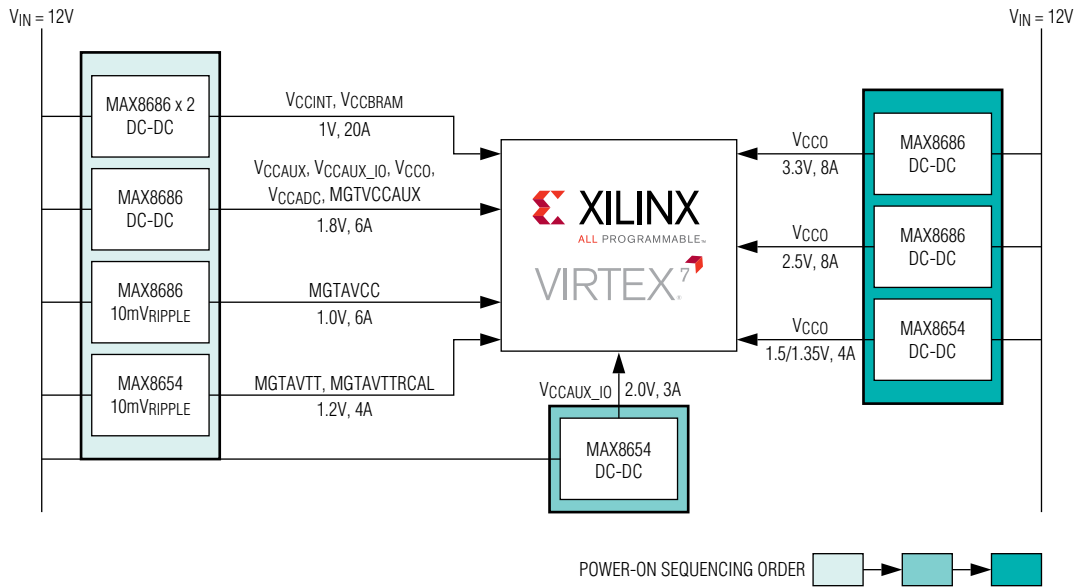 VIN = 12V
VIN = 12V
MAX8686 x 2
DC-DC
VCCINT, VCCBRAM
1V, 20A
MAX8686
DC-DC
VCCAUX, VCCAUX_IO, VCCO,
VCCADC, MGTVCCAUX
1.8V, 6A
MAX8686
10mVRIPPLE
MGTAVCC
1.0V, 6A
MAX8654
10mVRIPPLE
MGTAVTT, MGTAVTTRCAL
1.2V, 4A
XILINX
ALL PROGRAMMABLE™
VIRTEX®7
VCCO
3.3V, 8A
MAX8686
DC-DC
VCCO
2.5V, 8A
MAX8686
DC-DC
VCCO
1.5/1.35V, 4A
MAX8654
DC-DC
VCCAUX_IO 2.0V, 3A
MAX8654
DC-DC
POWER-ON SEQUENCING ORDER